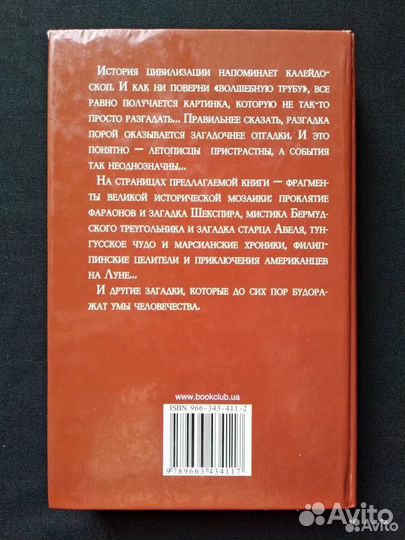 История цивилизации напоминает калейдо-
скоп. И как ни поверни «волшебную трубу», все
равно получается картинка, которую не так-то
просто разгадать... Правильнее сказать, разгадка
порой оказывается загадочнее отгадки. И это
понятно — летописцы пристрастны, а события
так неоднозначны...
На страницах предлагаемой книги — фрагмен-
ты великой исторической мозаики: проклятие
фараонов и загадка Шекспира, мистика Бермуд-
ского треугольника и загадка старца Авеля, тун-
гусское чудо и марсианские хроники, филип-
пинские целители и приключения американцев
на Луне...
И другие загадки, которые до сих пор будора-
жат умы человечества.
www.bookclub.ua
ISBN 966-343-411-2
9789663434117
Avito